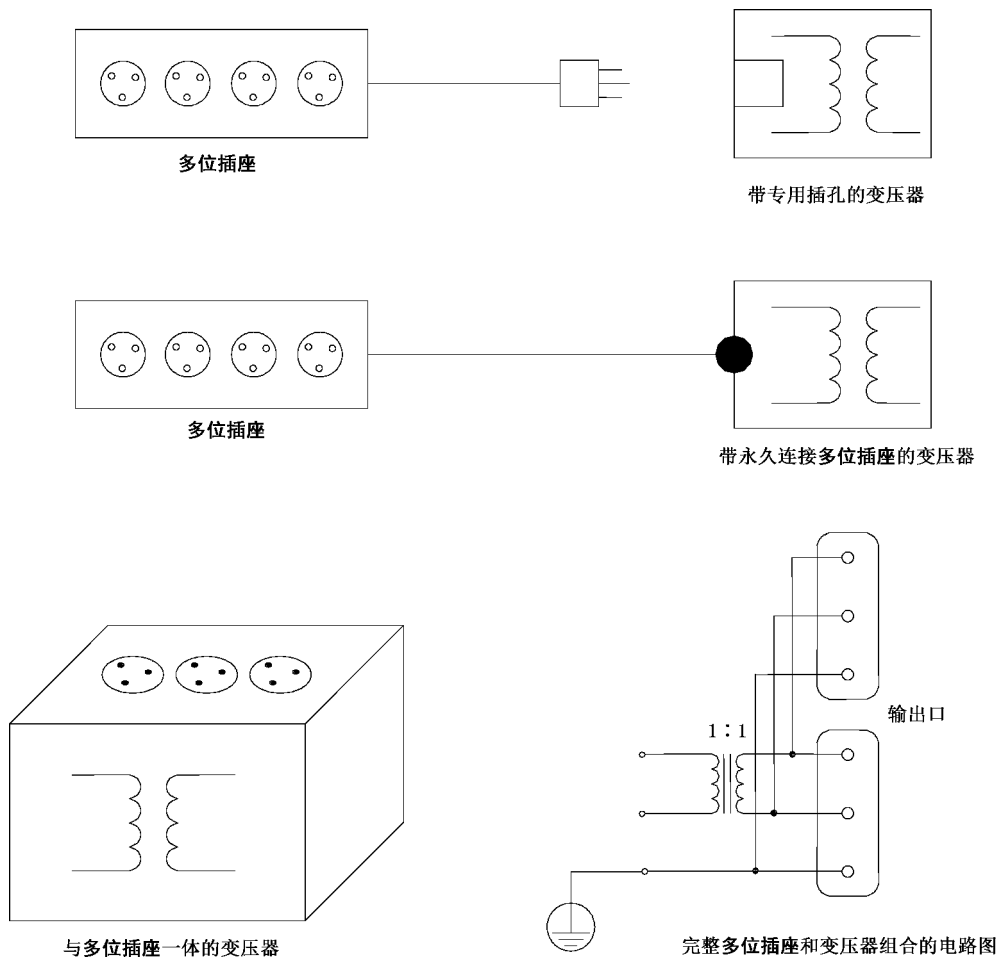 多位插座
带专用插孔的变压器
多位插座
带永久连接多位插座的变压器
输出口
1∶1
与多位插座一体的变压器
完整多位插座和变压器组合的电路图